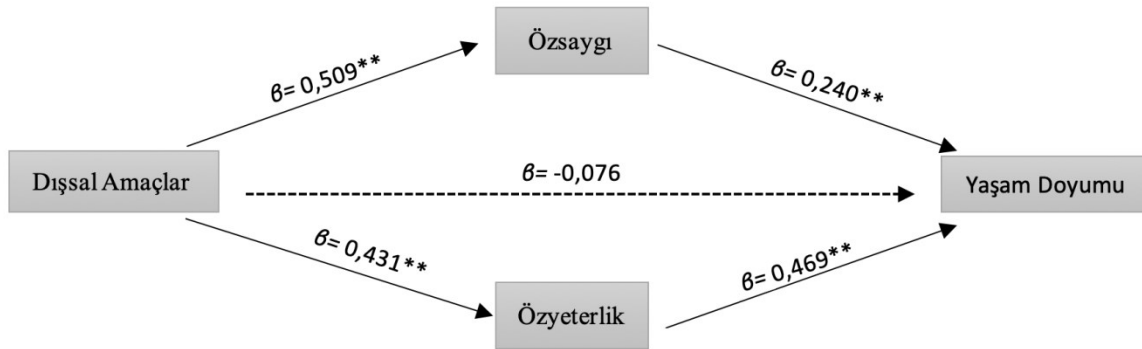 Özsaygı
β= 0,509**
β= 0,240**
Dışsal Amaçlar
β= -0,076
Yaşam Doyumu
β= 0,431**
β= 0,469**
Özyeterlik